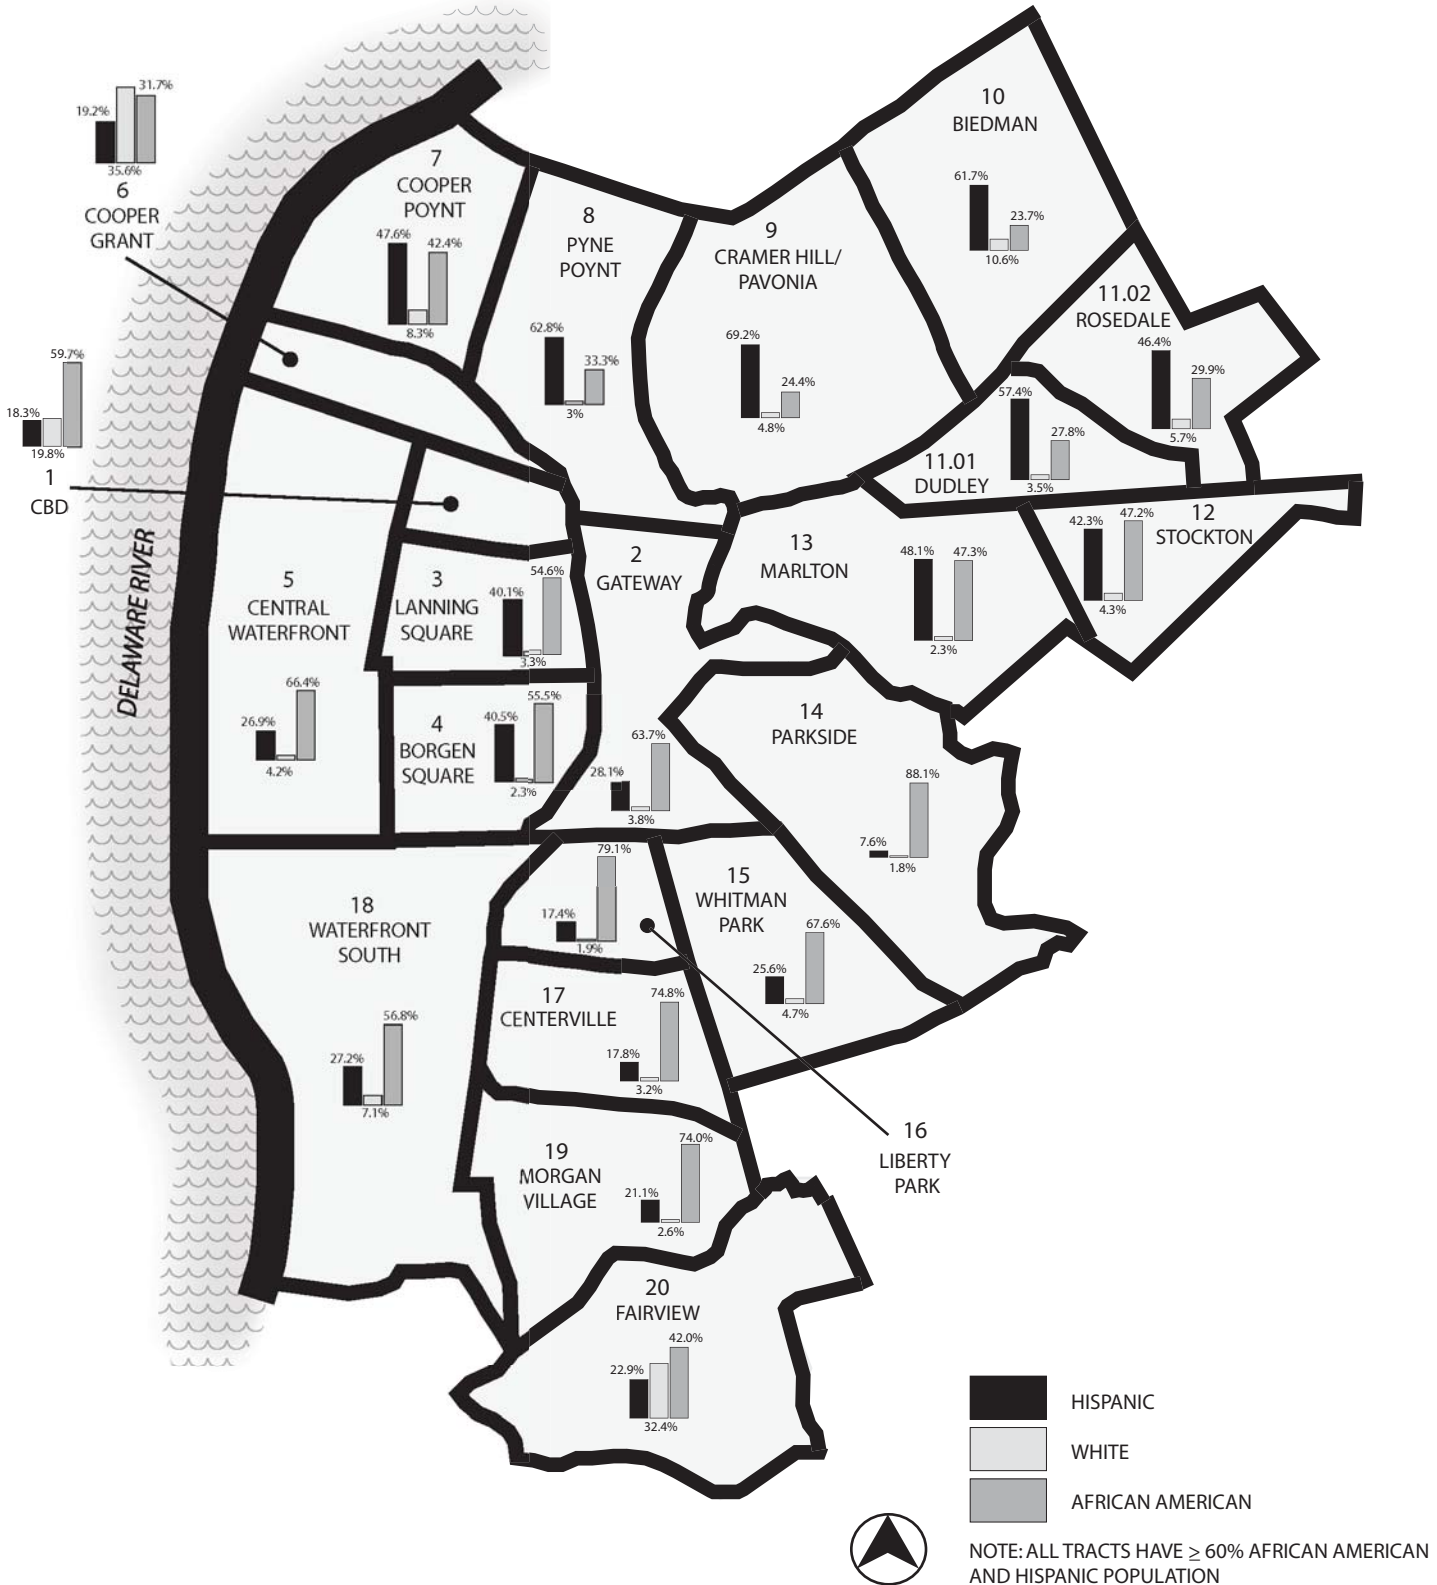 31.7%
19.2%
35.6%
6
COOPER
GRANT
59.7%
18.3%
19.8%
1
CBD
DELAWARE RIVER
7
COOPER
POYNT
47.6%
42.4%
8.3%
8
PYNE
POYNT
62.8%
33.3%
3%
9
CRAMER HILL/
PAVONIA
69.2%
24.4%
4.8%
10
BIEDMAN
61.7%
23.7%
10.6%
11.02
ROSEDALE
46.4%
29.9%
5.7%
57.4%
27.8%
11.01
DUDLEY
3.5%
12
STOCKTON
42.3%
47.2%
4.3%
13
MARLTON
48.1%
47.3%
2.3%
2
GATEWAY
63.7%
28.1%
3.8%
3
LANNING
SQUARE
54.6%
40.1%
3.3%
5
CENTRAL
WATERFRONT
66.4%
26.9%
4.2%
4
BORGEN
SQUARE
55.5%
40.5%
2.3%
14
PARKSIDE
88.1%
7.6%
1.8%
79.1%
17.4%
1.9%
15
WHITMAN
PARK
67.6%
25.6%
4.7%
18
WATERFRONT
SOUTH
56.8%
27.2%
7.1%
17
CENTERVILLE
74.8%
17.8%
3.2%
16
LIBERTY
PARK
19
MORGAN
VILLAGE
74.0%
21.1%
2.6%
20
FAIRVIEW
42.0%
22.9%
32.4%
HISPANIC
WHITE
AFRICAN AMERICAN
NOTE: ALL TRACTS HAVE ≥ 60% AFRICAN AMERICAN
AND HISPANIC POPULATION